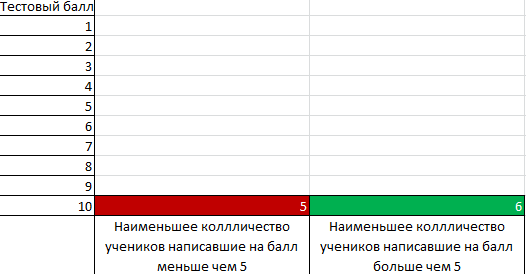 Тестовый балл
1
2
3
4
5
6
7
8
9
10 5 6
Наименьшее коллличество
учеников написавшие на балл
меньше чем 5
Наименьшее коллличество
учеников написавшие на балл
больше чем 5